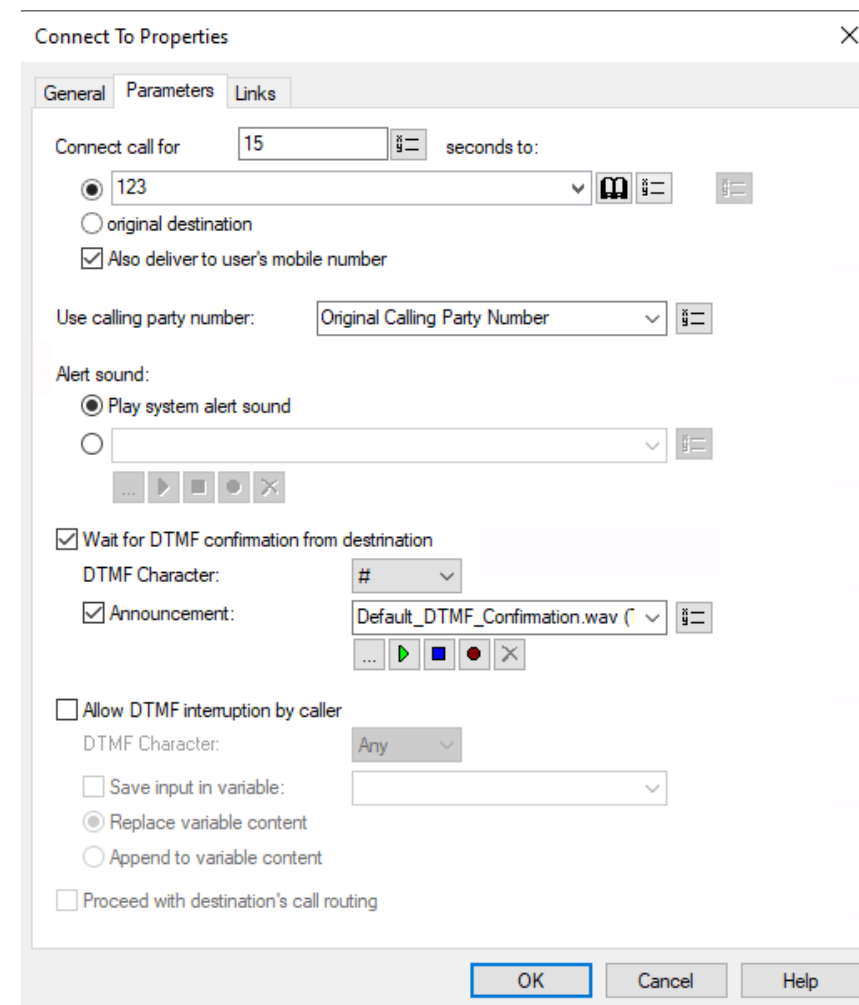 Connect To Properties
General Parameters Links
Connect call for 15 seconds to:
123
original destination
Also deliver to user's mobile number
Use calling party number: Original Calling Party Number
Alert sound:
Play system alert sound
...
Wait for DTMF confirmation from destrination
DTMF Character: #
Announcement: Default_DTMF_Confirmation.wav (
...
Allow DTMF interruption by caller
DTMF Character: Any
Save input in variable:
Replace variable content
Append to variable content
Proceed with destination's call routing
OK Cancel Help